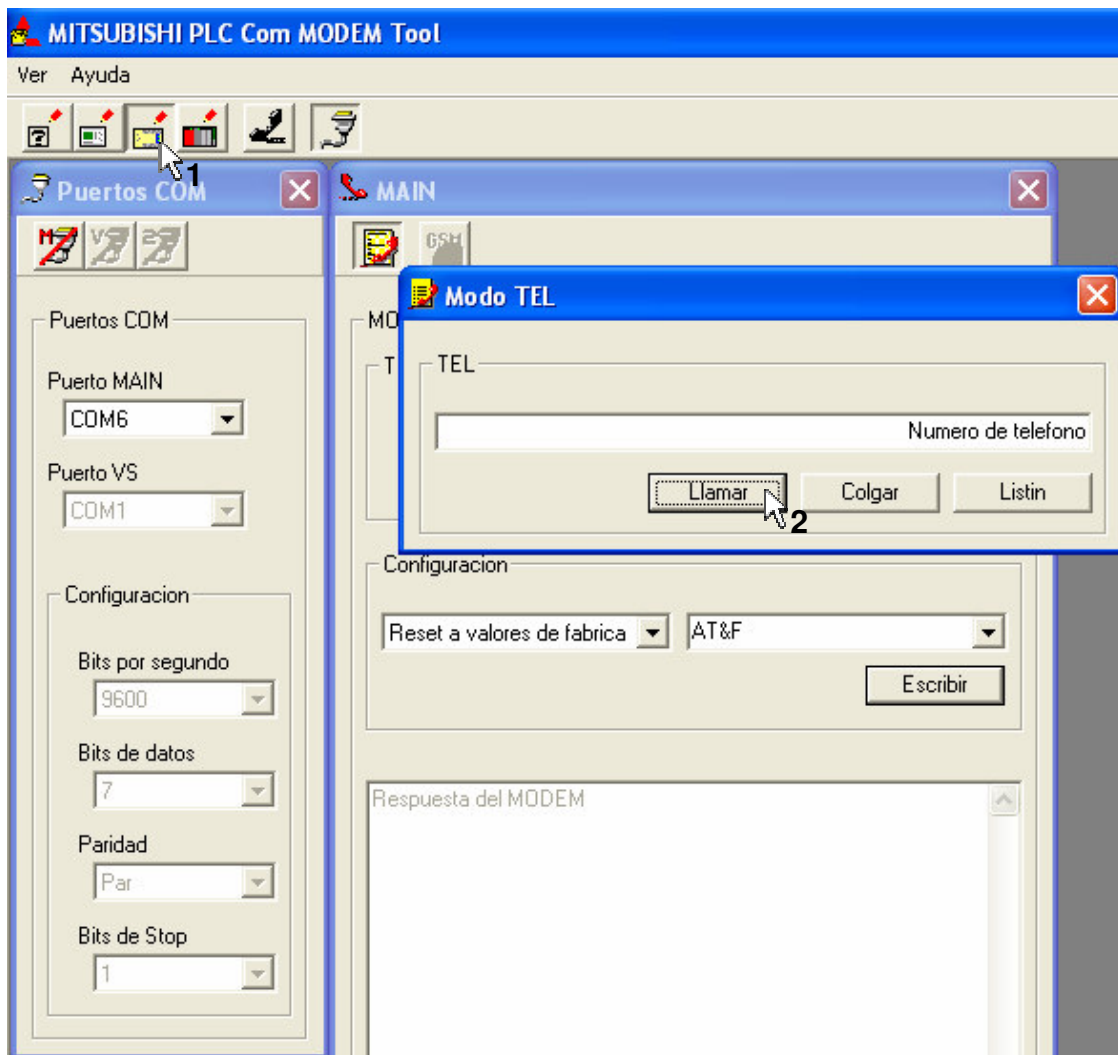 MITSUBISHI PLC Com MODEM Tool
Ver Ayuda
1
Puertos COM
MAIN
GSM
Modo TEL
Puertos COM
Puerto MAIN
COM6
Puerto VS
COM1
Configuracion
Bits por segundo
9600
Bits de datos
7
Paridad
Par
Bits de Stop
1
MO
T
TEL
Numero de telefono
Llamar Colgar Listin
2
Configuracion
Reset a valores de fabrica AT&F
Escribir
Respuesta del MODEM